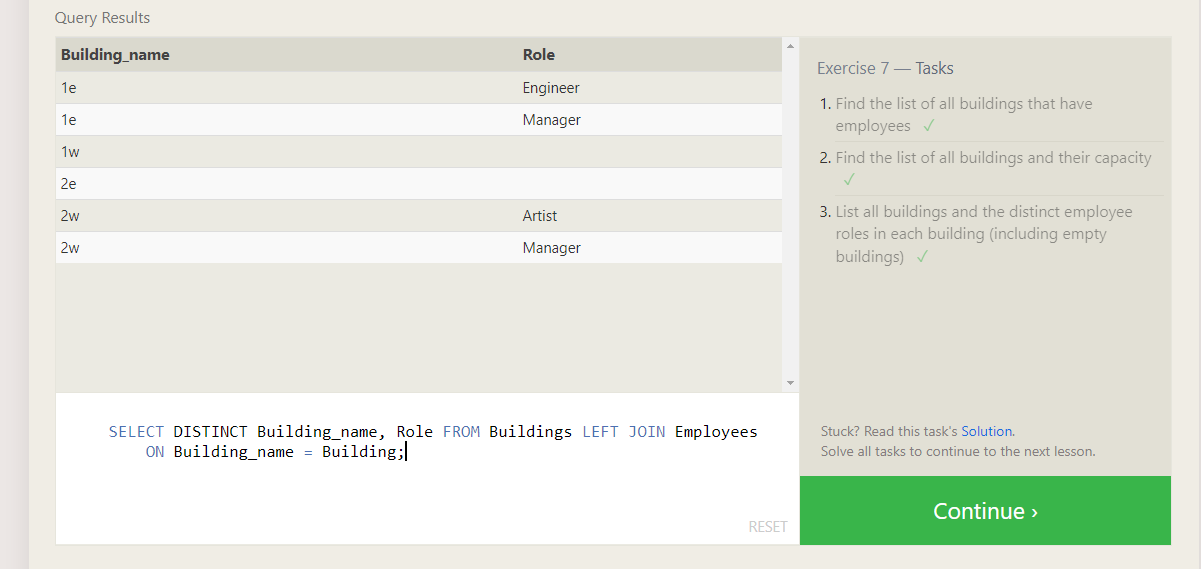 Query Results
Building_name Role
1e Engineer
1e Manager
1w
2e
2w Artist
2w Manager
SELECT DISTINCT Building_name, Role FROM Buildings LEFT JOIN Employees
ON Building_name = Building;
RESET
Exercise 7 — Tasks
1. Find the list of all buildings that have
employees ✓
2. Find the list of all buildings and their capacity
✓
3. List all buildings and the distinct employee
roles in each building (including empty
buildings) ✓
Stuck? Read this task's Solution.
Solve all tasks to continue to the next lesson.
Continue ›